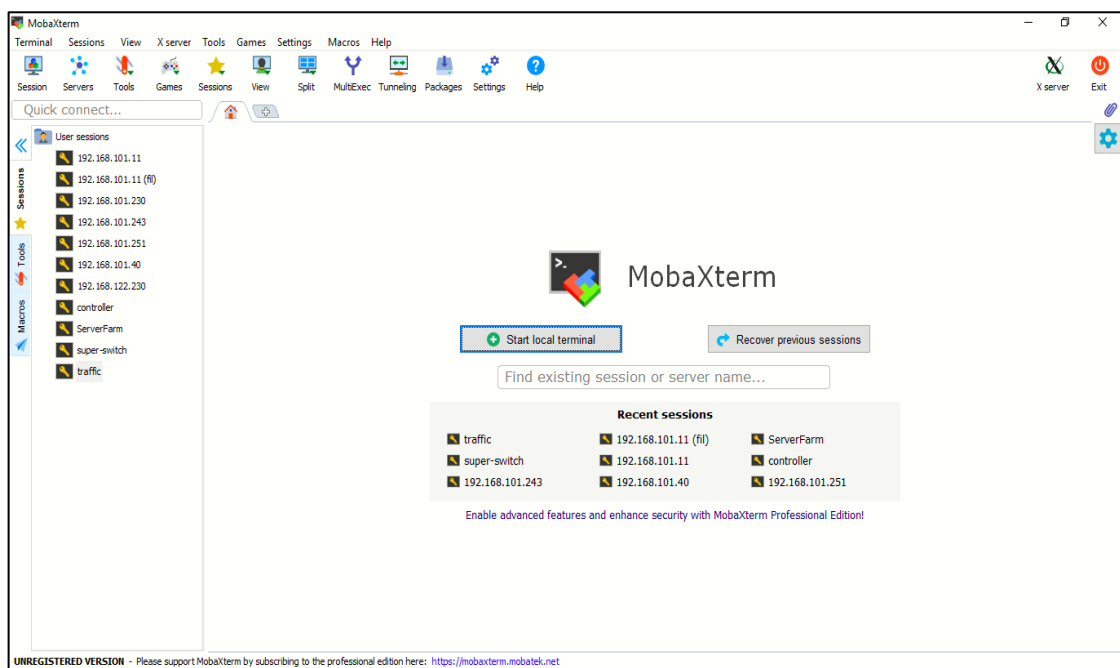 MobaXterm
Terminal Sessions View X server Tools Games Settings Macros Help
Session Servers Tools Games Sessions View Split MultiExec Tunneling Packages Settings Help X server Exit
Quick connect...
User sessions
192.168.101.11
192.168.101.11 (fil)
192.168.101.230
192.168.101.243
192.168.101.251
192.168.101.40
192.168.122.230
controller
ServerFarm
super-switch
traffic
Sessions
Tools
Macros
>.
MobaXterm
Start local terminal Recover previous sessions
Find existing session or server name...
Recent sessions
traffic 192.168.101.11 (fil) ServerFarm
super-switch 192.168.101.11 controller
192.168.101.243 192.168.101.40 192.168.101.251
Enable advanced features and enhance security with MobaXterm Professional Edition!
UNREGISTERED VERSION - Please support MobaXterm by subscribing to the professional edition here: https://mobaxterm.mobatek.net